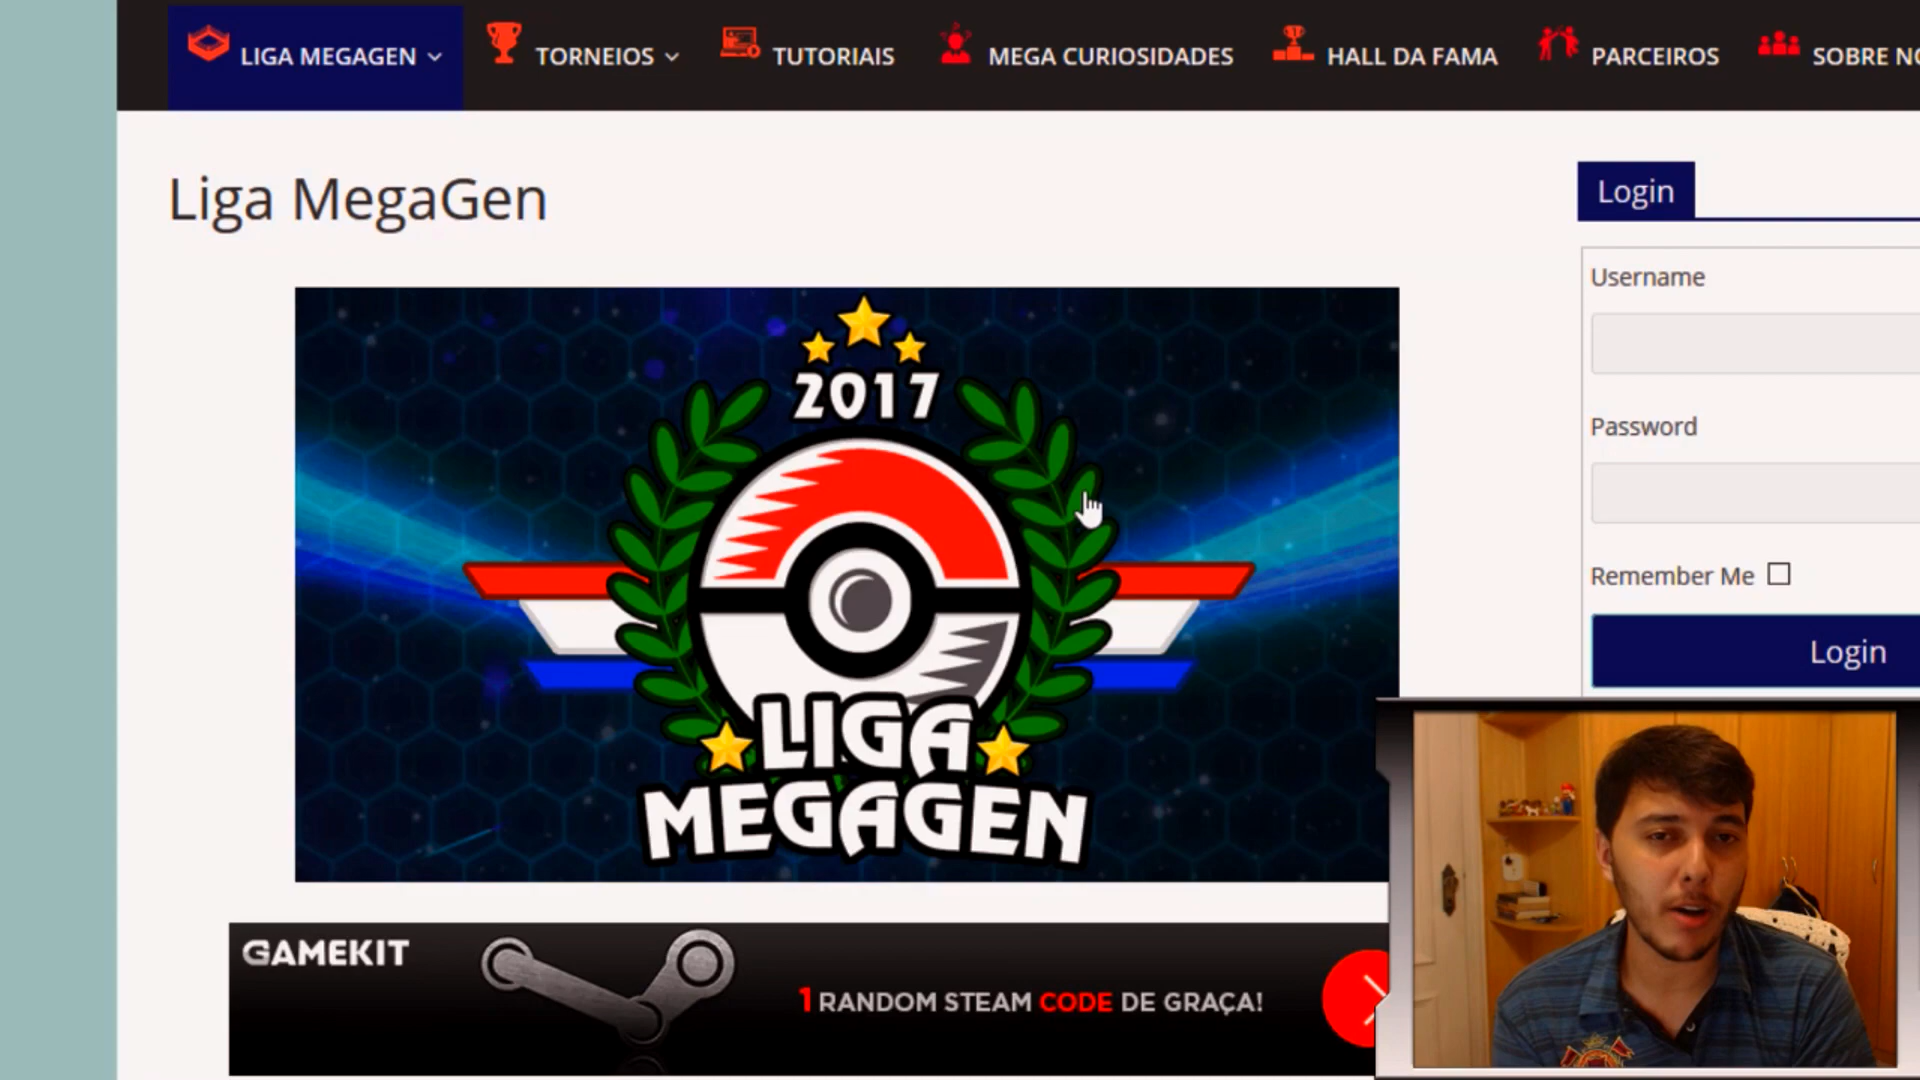 LIGA MEGAGEN
TORNEIOS
TUTORIAIS
MEGA CURIOSIDADES
HALL DA FAMA
PARCEIROS
SOBRE
Liga MegaGen
2017
LIGA
MEGAGEN
GAMEKIT
1 RANDOM STEAM CODE DE GRAÇA!
Login
Username
Password
Remember Me
Login